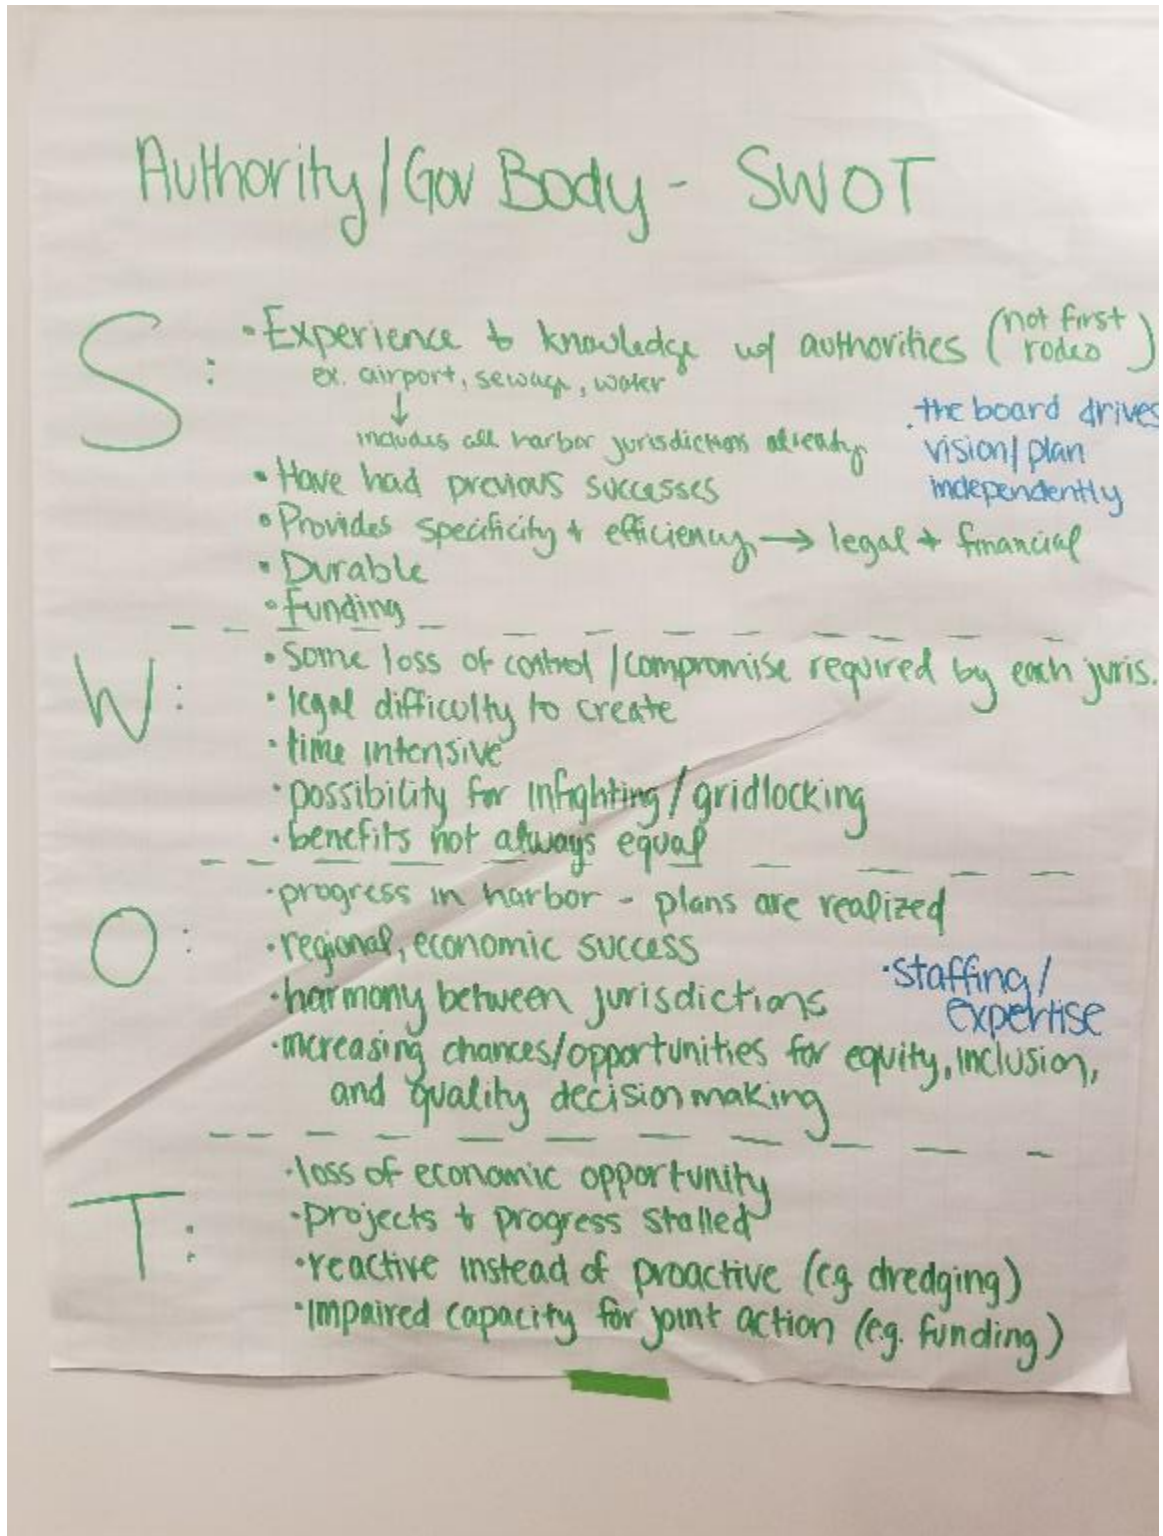 Authority/Gov Body - SWOT
S:
• Experience & knowledge w/ authorities (not first rodeo)
ex. airport, sewage, water
↓
includes all harbor jurisdictions already
• the board drives
vision/plan
independently
• Have had previous successes
• Provides specificity + efficiency → legal + financial
• Durable
• Funding
W:
• Some loss of control/compromise required by each juris.
• legal difficulty to create
• time intensive
• possibility for infighting/gridlocking
• benefits not always equal
O:
• progress in harbor - plans are realized
• regional, economic success
• harmony between jurisdictions
• staffing/
expertise
• increasing chances/opportunities for equity, inclusion,
and quality decision making
T:
• loss of economic opportunity
• projects & progress stalled
• reactive instead of proactive (eg dredging)
• Impaired capacity for joint action (e.g. funding)